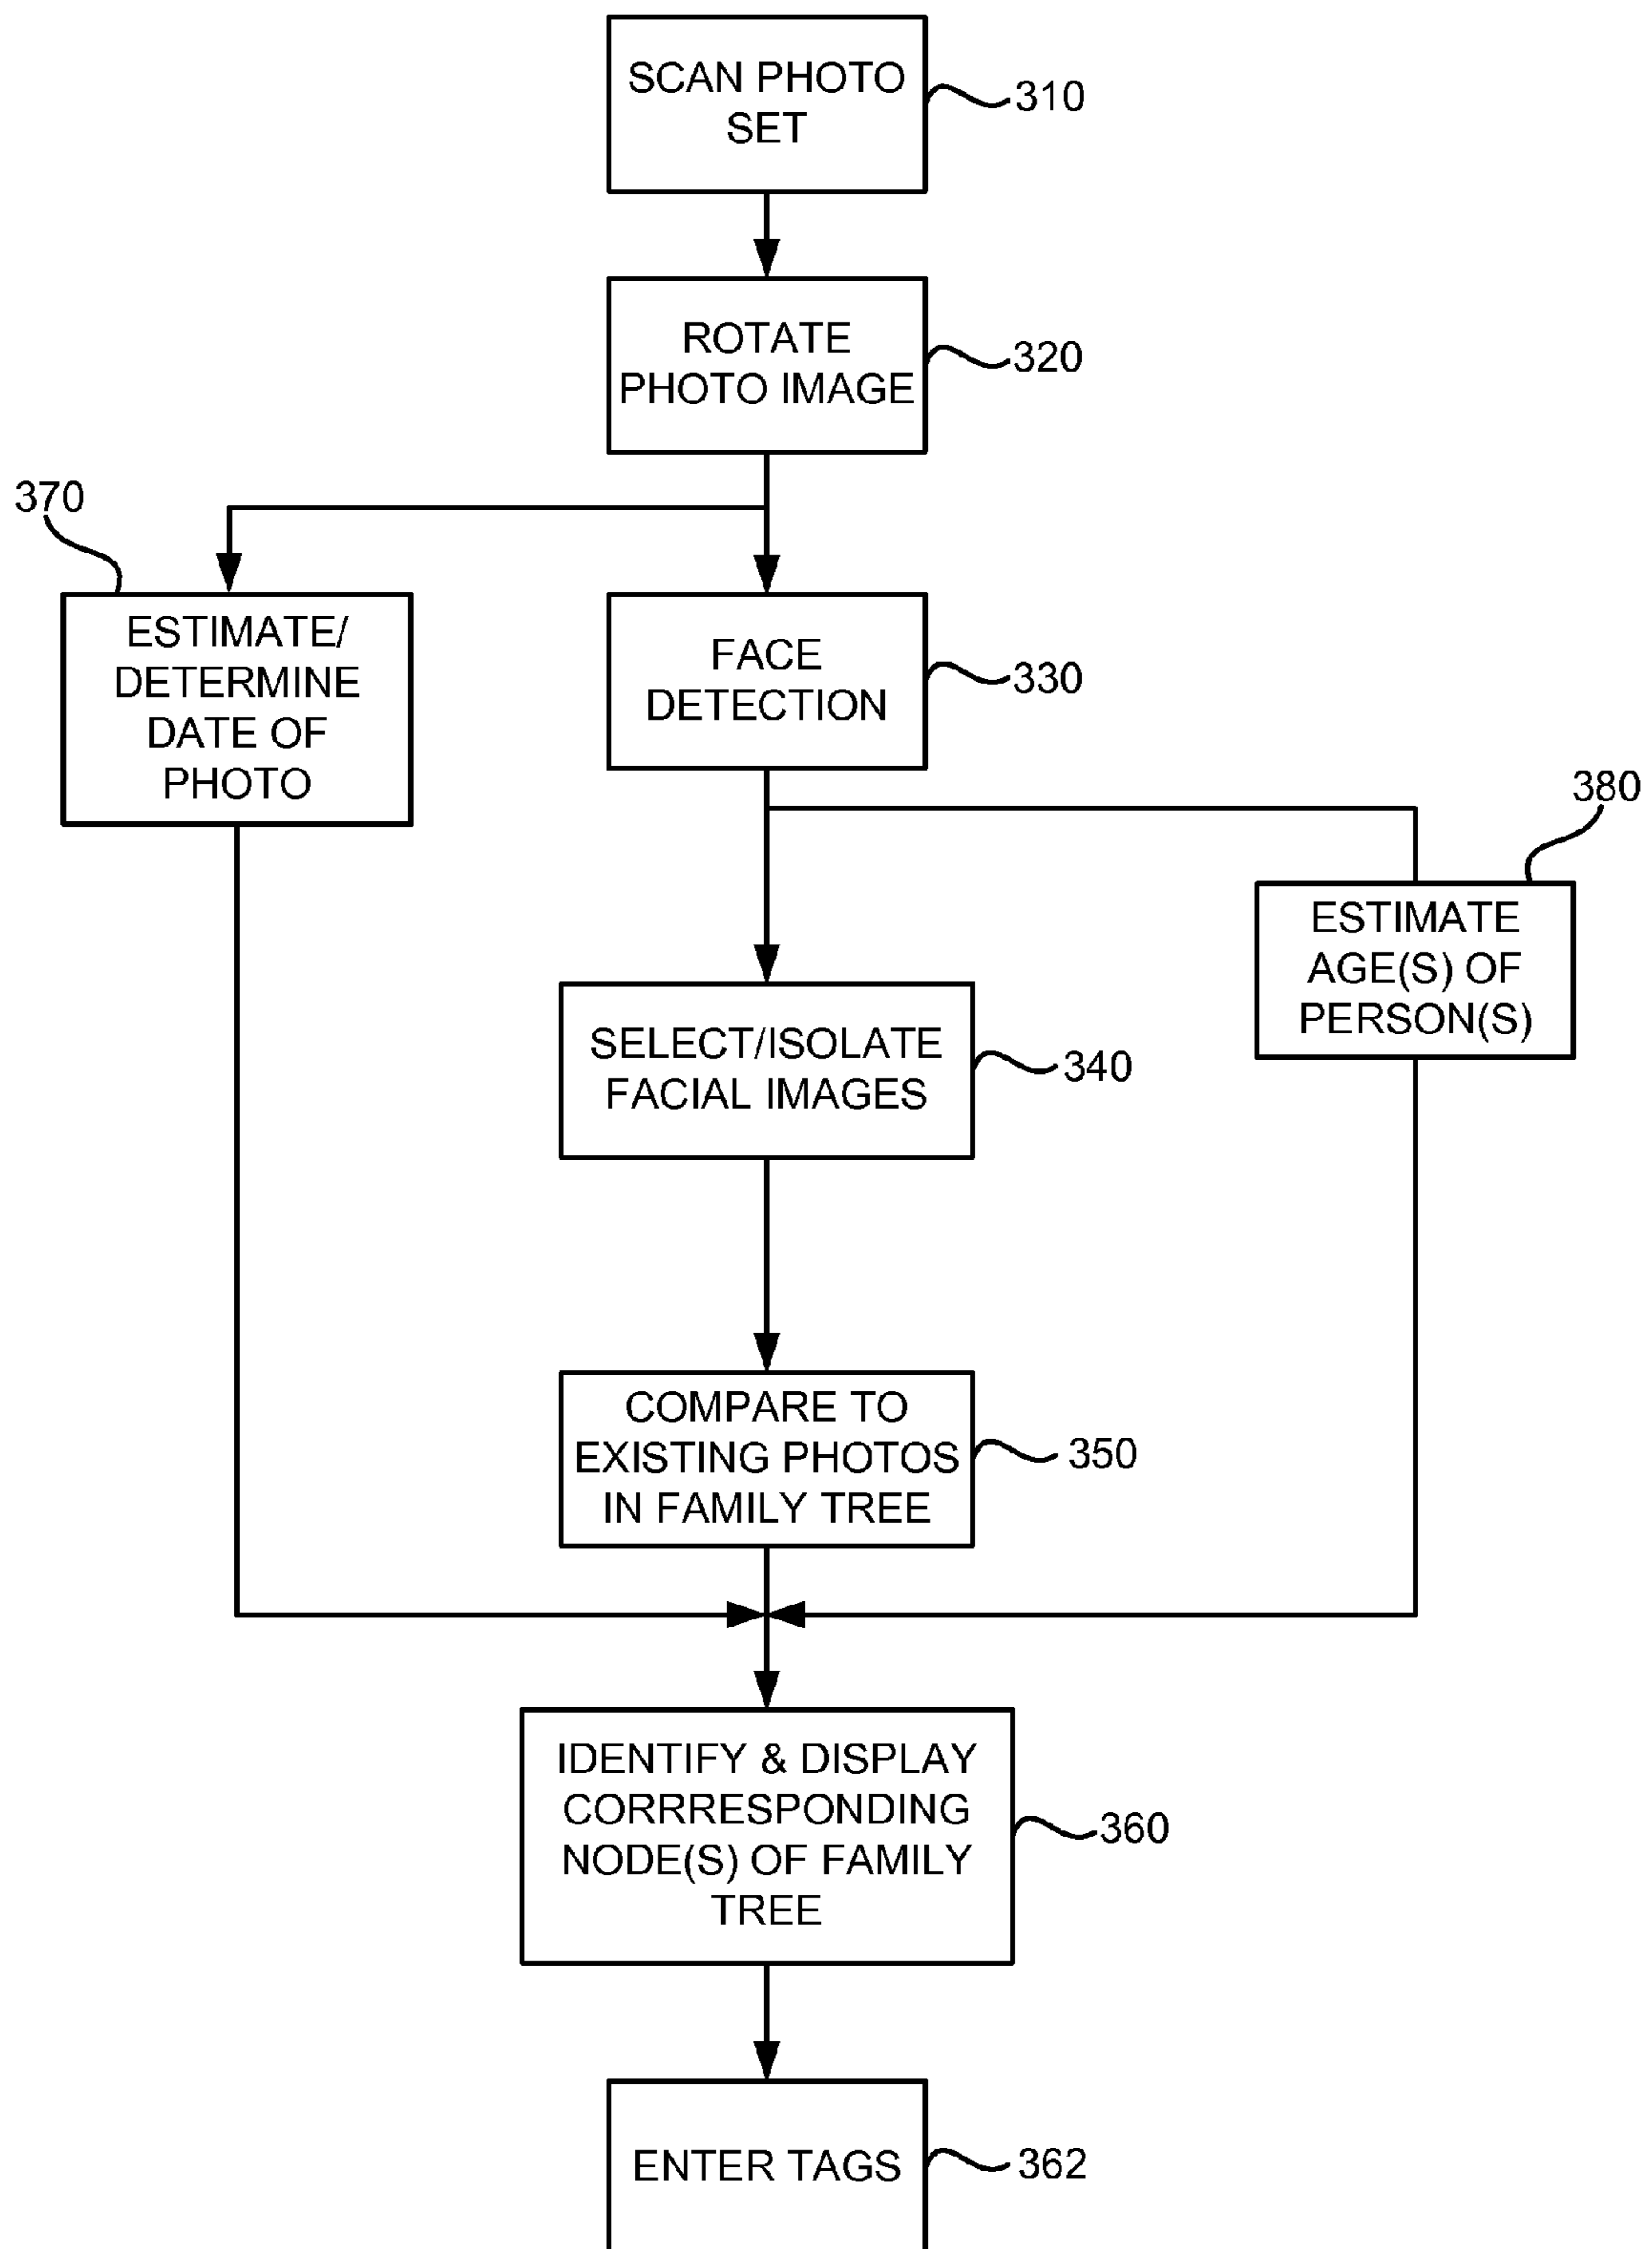 SCAN PHOTO
SET
310
ROTATE
PHOTO IMAGE
320
370
ESTIMATE/
DETERMINE
DATE OF
PHOTO
FACE
DETECTION
330
380
ESTIMATE
AGE(S) OF
PERSON(S)
SELECT/ISOLATE
FACIAL IMAGES
340
COMPARE TO
EXISTING PHOTOS
IN FAMILY TREE
350
IDENTIFY & DISPLAY
CORRRESPONDING
NODE(S) OF FAMILY
TREE
360
ENTER TAGS
362